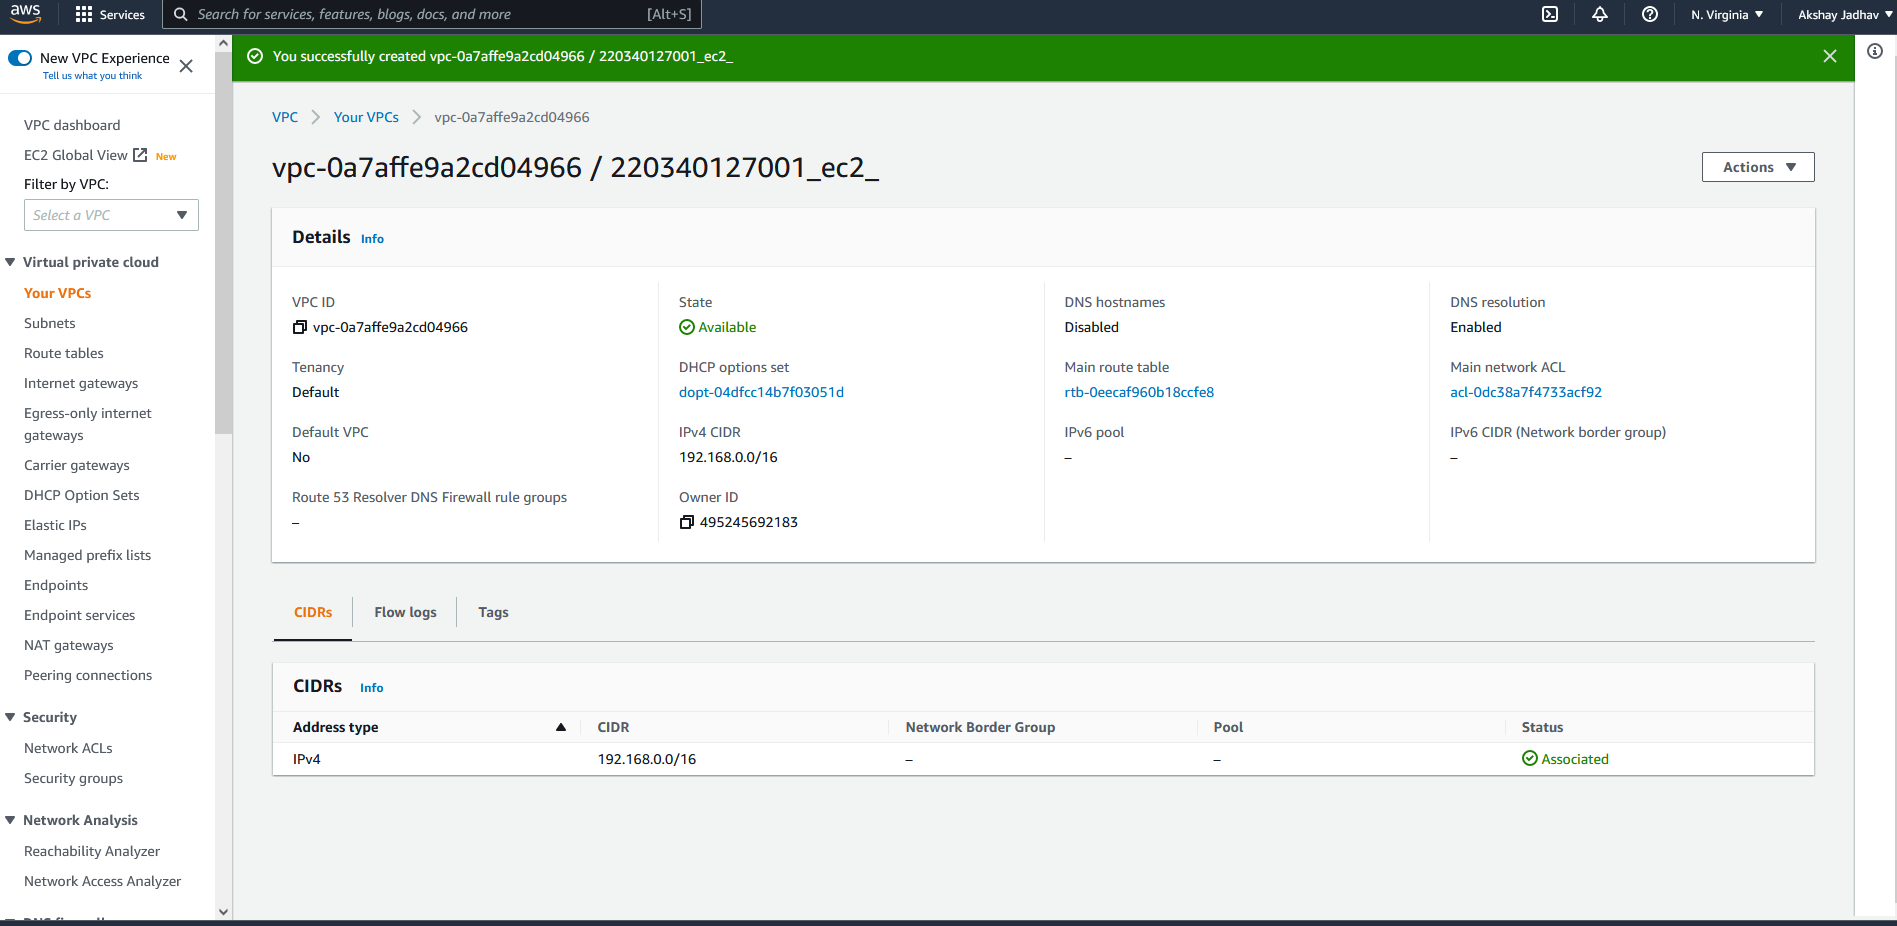 aws
Services
Search for services, features, blogs, docs, and more
[Alt+S]
N. Virginia
Akshay Jadhav
New VPC Experience
Tell us what you think
You successfully created vpc-0a7affe9a2cd04966 / 220340127001_ec2_
VPC dashboard
EC2 Global View New
Filter by VPC:
Select a VPC
Virtual private cloud
Your VPCs
Subnets
Route tables
Internet gateways
Egress-only internet
gateways
Carrier gateways
DHCP Option Sets
Elastic IPs
Managed prefix lists
Endpoints
Endpoint services
NAT gateways
Peering connections
Security
Network ACLs
Security groups
Network Analysis
Reachability Analyzer
Network Access Analyzer
VPC
Your VPCs
vpc-0a7affe9a2cd04966
vpc-0a7affe9a2cd04966 / 220340127001_ec2_
Actions
Details Info
VPC ID
vpc-0a7affe9a2cd04966
State
Available
DNS hostnames
Disabled
DNS resolution
Enabled
Tenancy
Default
DHCP options set
dopt-04dfcc14b7f03051d
Main route table
rtb-0eecaf960b18ccfe8
Main network ACL
acl-0dc38a7f4733acf92
Default VPC
No
IPv4 CIDR
192.168.0.0/16
IPv6 pool
–
IPv6 CIDR (Network border group)
–
Route 53 Resolver DNS Firewall rule groups
–
Owner ID
495245692183
CIDRs
Flow logs
Tags
CIDRs Info
Address type CIDR Network Border Group Pool Status
IPv4 192.168.0.0/16 – – Associated